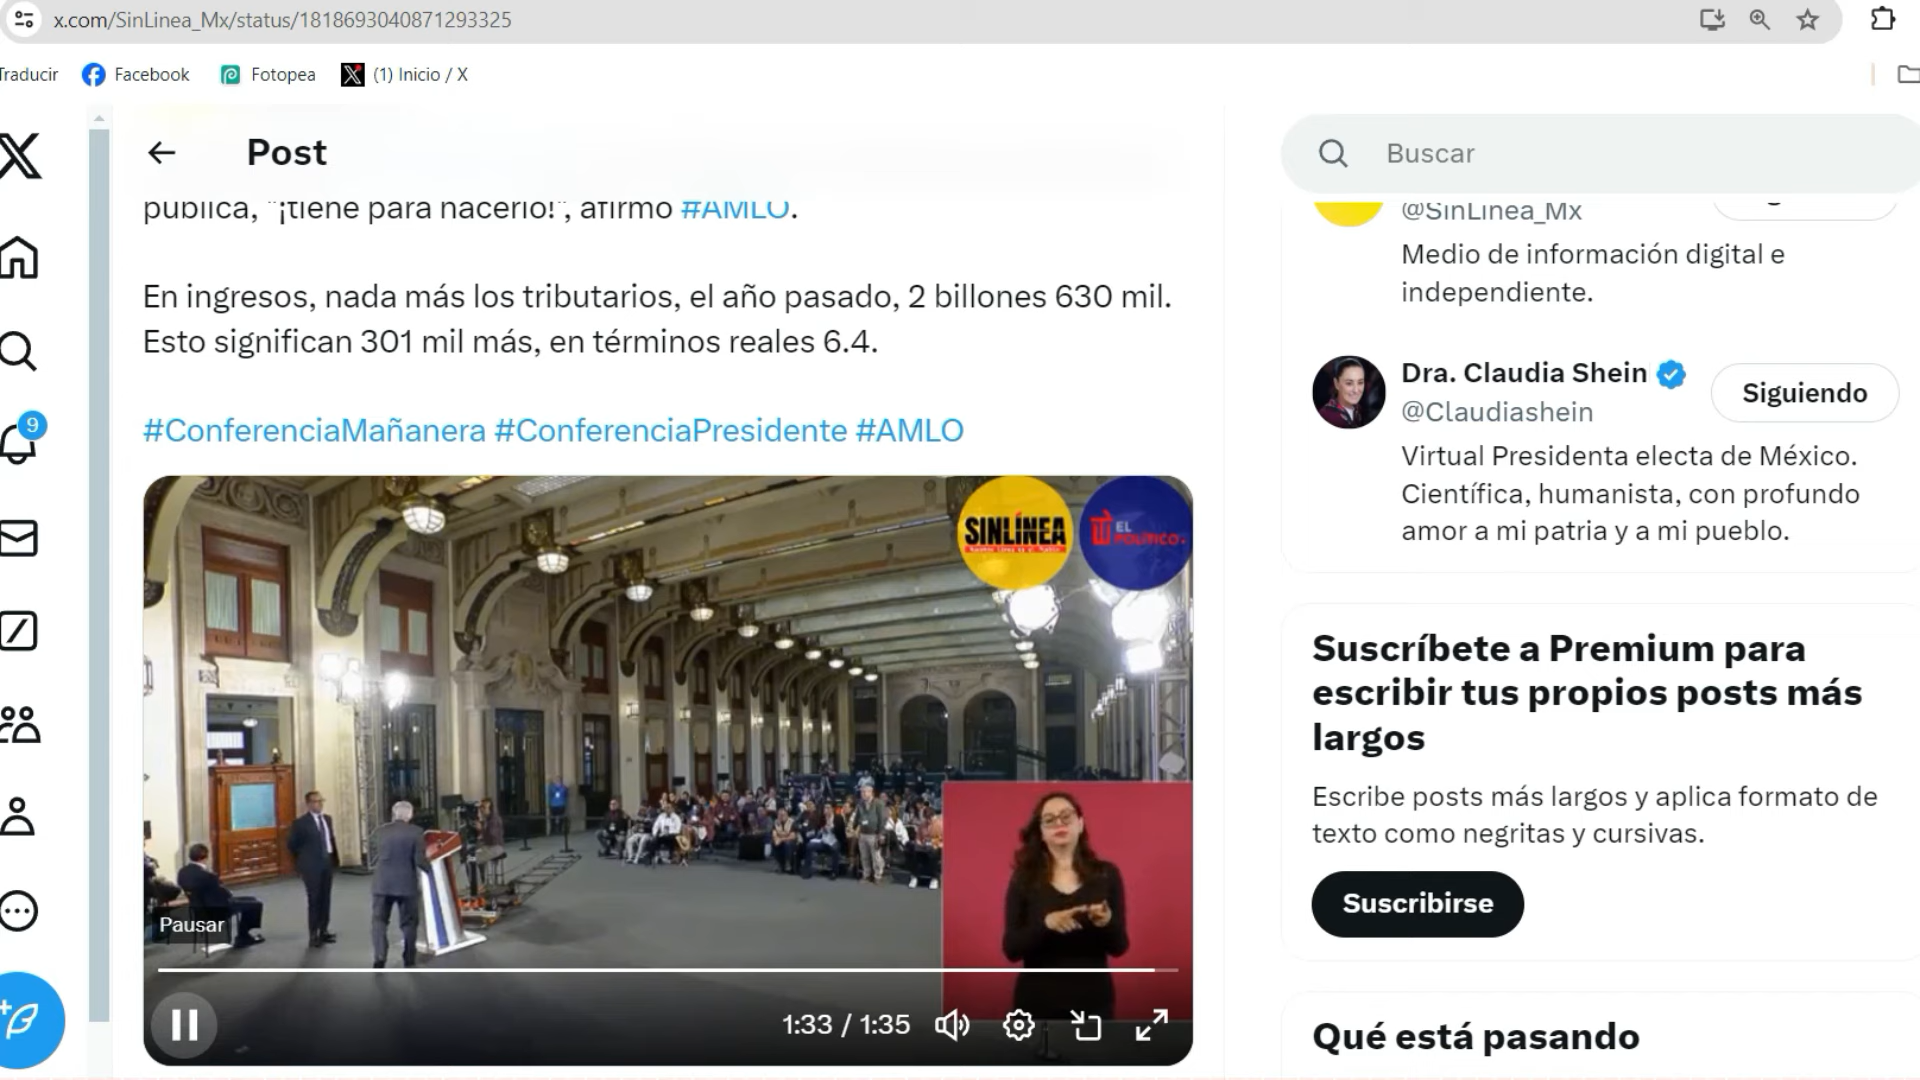 x.com/SinLinea_Mx/status/1818693040871293325
Traducir Facebook Fotopea (1) Inicio / X
Post
pública, "¡tiene para hacerlo!", afirmó #AMLO.
En ingresos, nada más los tributarios, el año pasado, 2 billones 630 mil.
Esto significan 301 mil más, en términos reales 6.4.
#ConferenciaMañanera #ConferenciaPresidente #AMLO
9
SINLÍNEA
EL
POLÍTICO.
Pausar
1:33 / 1:35
Buscar
@SinLinea_Mx
Medio de información digital e
independiente.
Dra. Claudia Shein
@Claudiashein
Siguiendo
Virtual Presidenta electa de México.
Científica, humanista, con profundo
amor a mi patria y a mi pueblo.
Suscríbete a Premium para
escribir tus propios posts más
largos
Escribe posts más largos y aplica formato de
texto como negritas y cursivas.
Suscribirse
Qué está pasando